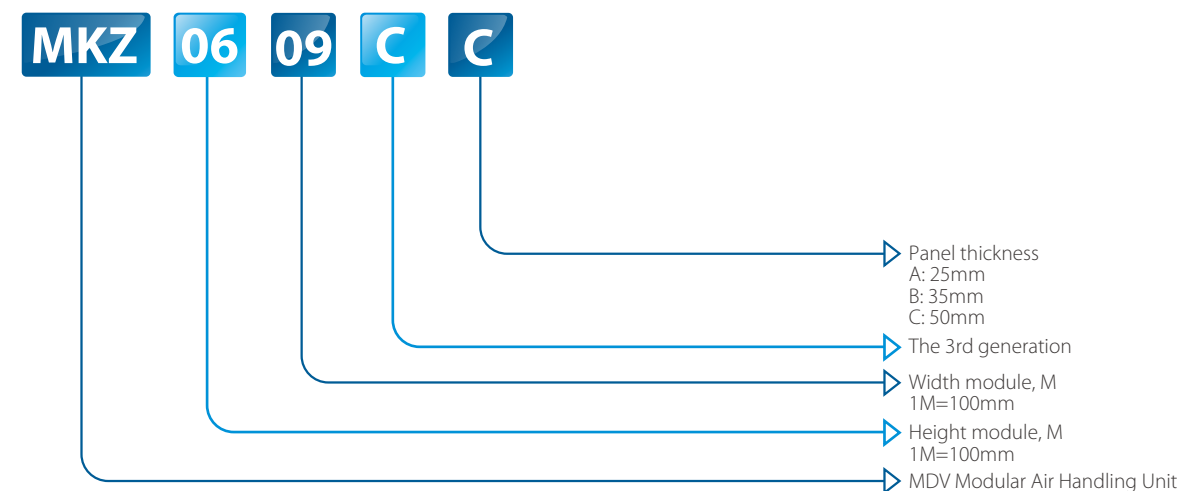 MKZ 06 09 C C
Panel thickness
A: 25mm
B: 35mm
C: 50mm
The 3rd generation
Width module, M
1M=100mm
Height module, M
1M=100mm
MDV Modular Air Handling Unit